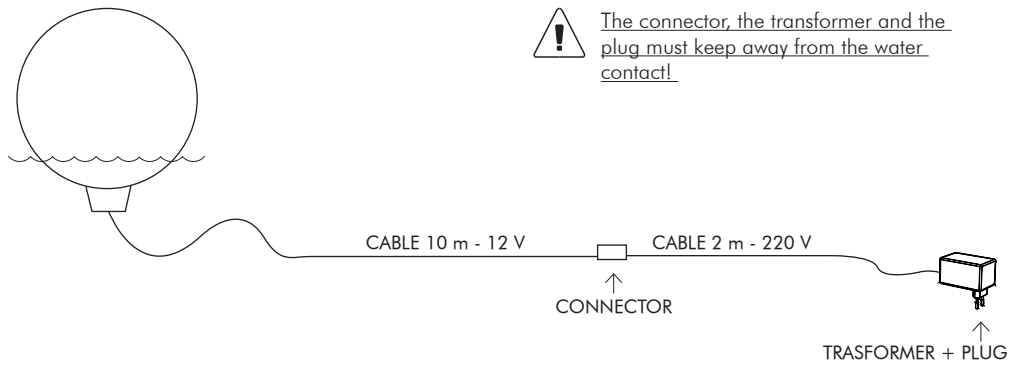 The connector, the transformer and the
plug must keep away from the water
contact!
CABLE 10 m - 12 V
CABLE 2 m - 220 V
CONNECTOR
TRASFORMER + PLUG